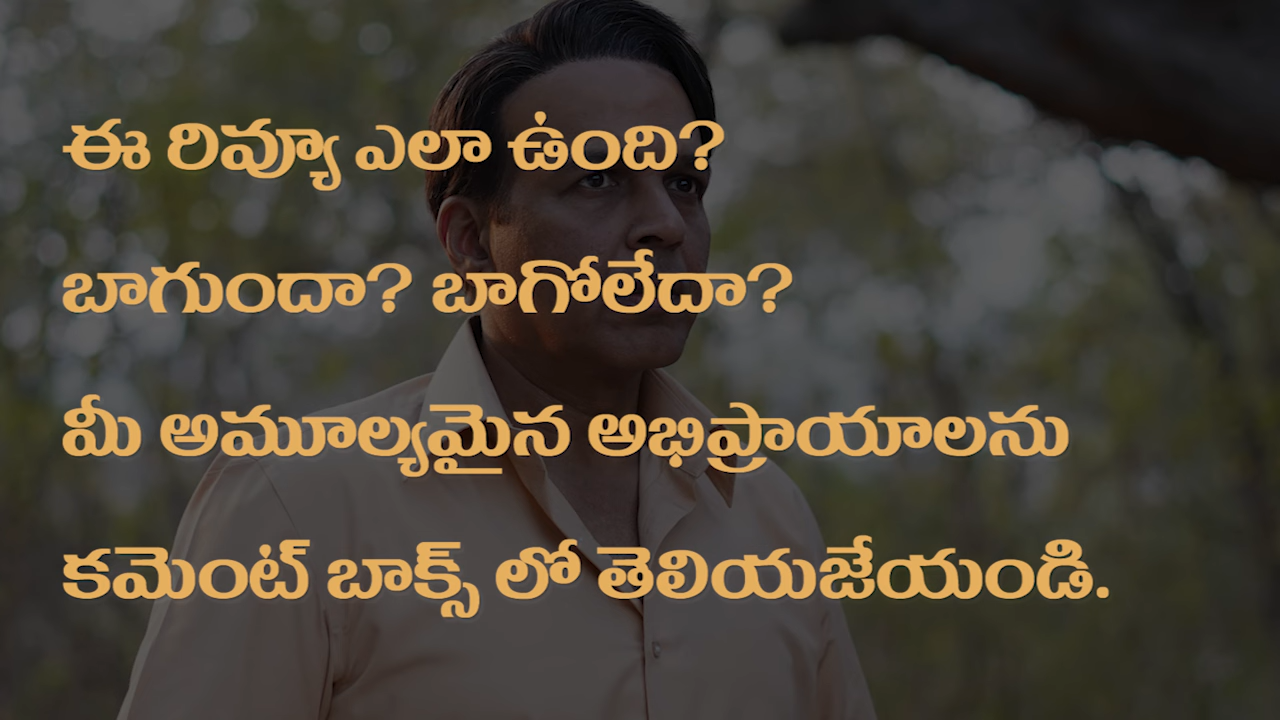 ఈ రివ్యూ ఎలా ఉంది?
బాగుందా? బాగోలేదా?
మీ అమూల్యమైన అభిప్రాయాలను
కమెంట్ బాక్స్ లో తెలియజేయండి.